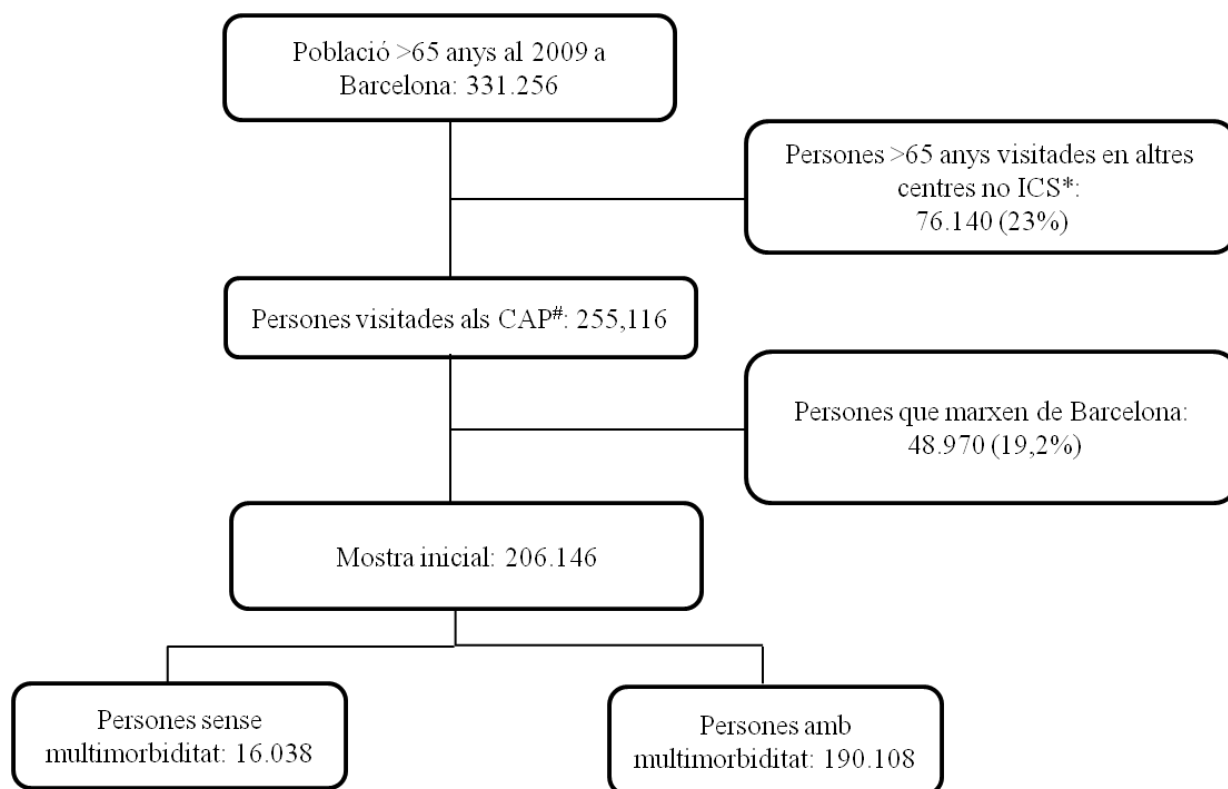 Població >65 anys al 2009 a
Barcelona: 331.256
Persones >65 anys visitades en altres
centres no ICS*:
76.140 (23%)
Persones visitades als CAP#: 255,116
Persones que marxen de Barcelona:
48.970 (19,2%)
Mostra inicial: 206.146
Persones sense
multimorbiditat: 16.038
Persones amb
multimorbiditat: 190.108